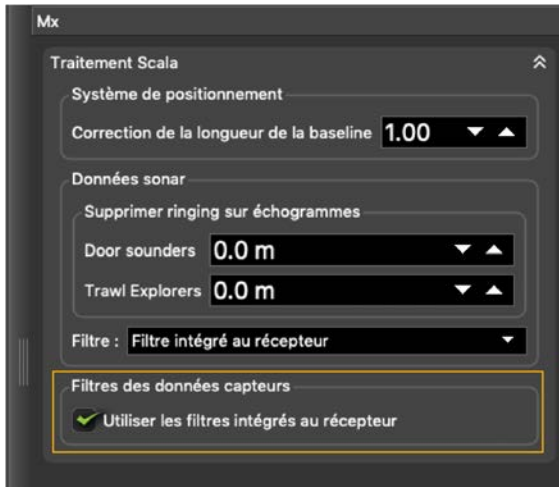 Mx
Traitement Scala
Système de positionnement
Correction de la longueur de la baseline 1.00
Données sonar
Supprimer ringing sur échogrammes
Door sounders 0.0 m
Trawl Explorers 0.0 m
Filtre : Filtre intégré au récepteur
Filtres des données capteurs
Utiliser les filtres intégrés au récepteur